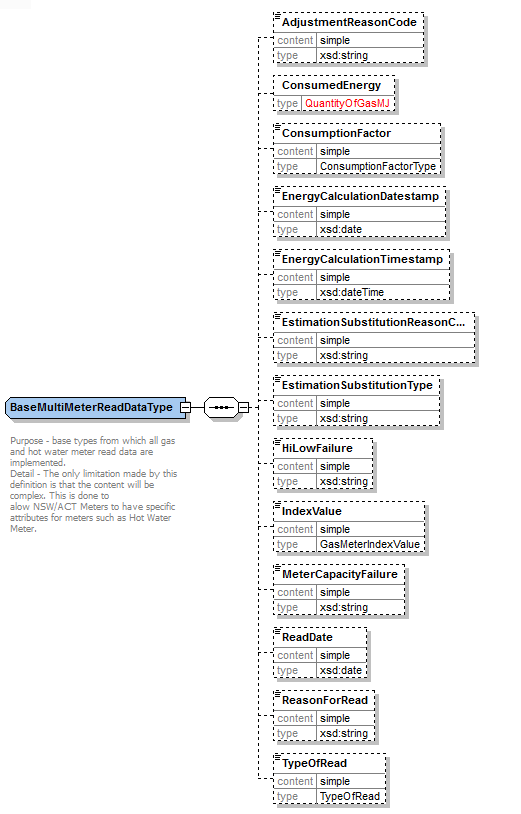 AdjustmentReasonCode
content simple
type xsd:string
ConsumedEnergy
type QuantityOfGasMJ
ConsumptionFactor
content simple
type ConsumptionFactorType
EnergyCalculationDatestamp
content simple
type xsd:date
EnergyCalculationTimestamp
content simple
type xsd:dateTime
EstimationSubstitutionReasonC...
content simple
type xsd:string
EstimationSubstitutionType
content simple
type xsd:string
HiLowFailure
content simple
type xsd:string
IndexValue
content simple
type GasMeterIndexValue
MeterCapacityFailure
content simple
type xsd:string
ReadDate
content simple
type xsd:date
ReasonForRead
content simple
type xsd:string
TypeOfRead
content simple
type TypeOfRead
BaseMultiMeterReadDataType
Purpose - base types from which all gas
and hot water meter read data are
implemented.
Detail - The only limitation made by this
definition is that the content will be
complex. This is done to
alow NSW/ACT Meters to have specific
attributes for meters such as Hot Water
Meter.